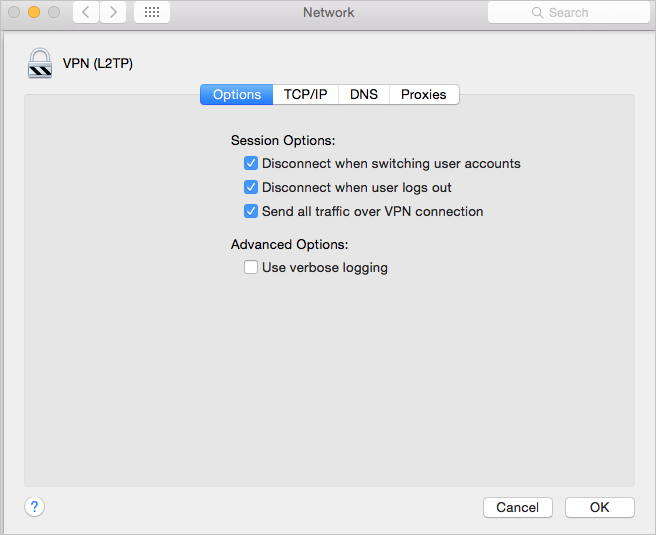 Network
Search
VPN (L2TP)
Options TCP/IP DNS Proxies
Session Options:
Disconnect when switching user accounts
Disconnect when user logs out
Send all traffic over VPN connection
Advanced Options:
Use verbose logging
?
Cancel OK